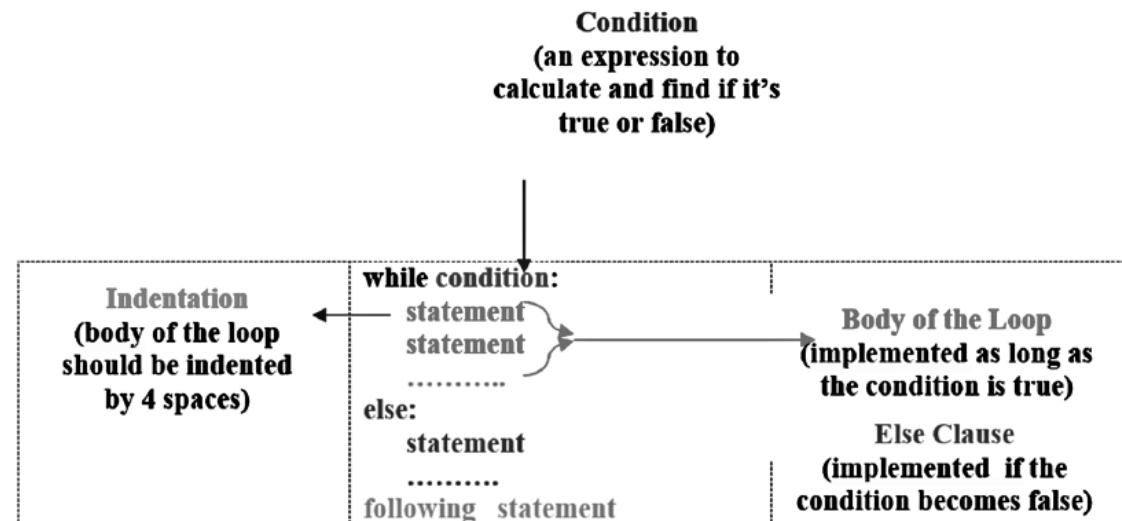 Condition
(an expression to
calculate and find if it's
true or false)
Indentation
(body of the loop
should be indented
by 4 spaces)
while condition:
statement
statement
...........
else:
statement
..........
following statement
Body of the Loop
(implemented as long as
the condition is true)
Else Clause
(implemented if the
condition becomes false)